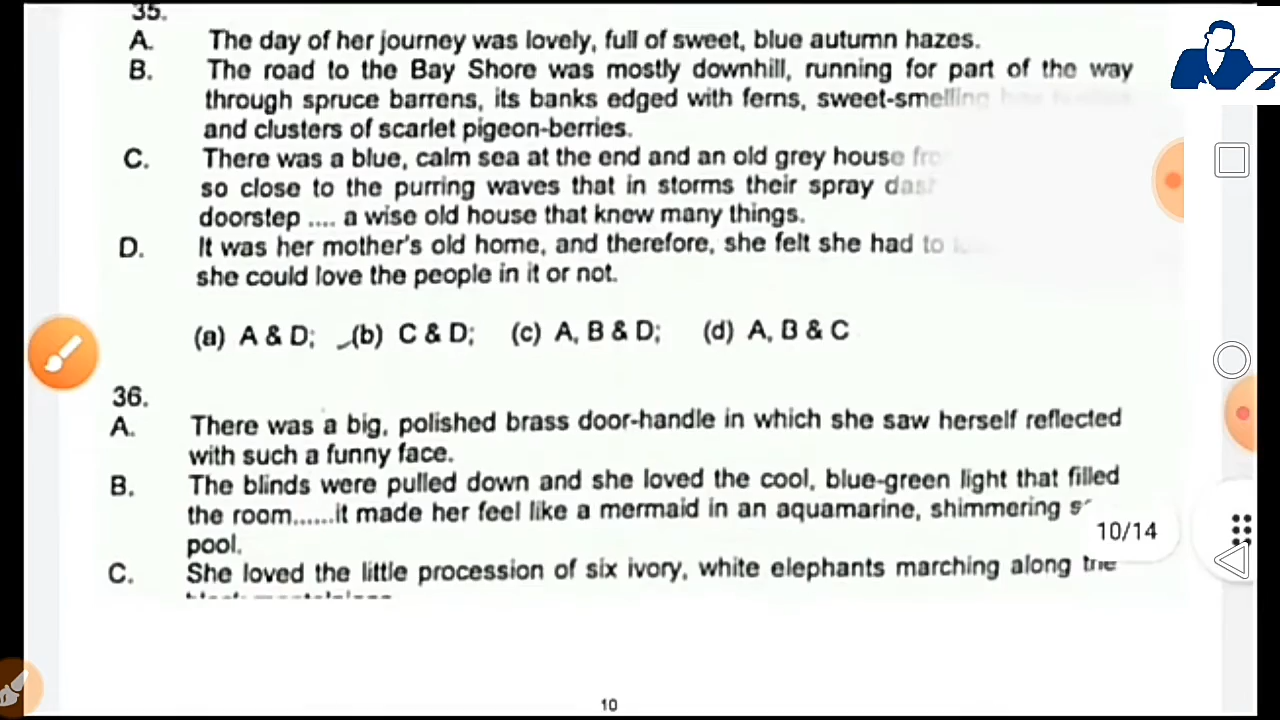 35.
A. The day of her journey was lovely, full of sweet, blue autumn hazes.
B. The road to the Bay Shore was mostly downhill, running for part of the way
through spruce barrens, its banks edged with ferns, sweet-smelling
and clusters of scarlet pigeon-berries.
C. There was a blue, calm sea at the end and an old grey house
so close to the purring waves that in storms their spray
doorstep .... a wise old house that knew many things.
D. It was her mother's old home, and therefore, she felt she had to
she could love the people in it or not.
(a) A & D; (b) C & D; (c) A, B & D; (d) A, B & C
36.
A. There was a big, polished brass door-handle in which she saw herself reflected
with such a funny face.
B. The blinds were pulled down and she loved the cool, blue-green light that filled
the room......it made her feel like a mermaid in an aquamarine, shimmering
pool.
10/14
C. She loved the little procession of six ivory, white elephants marching along the
10